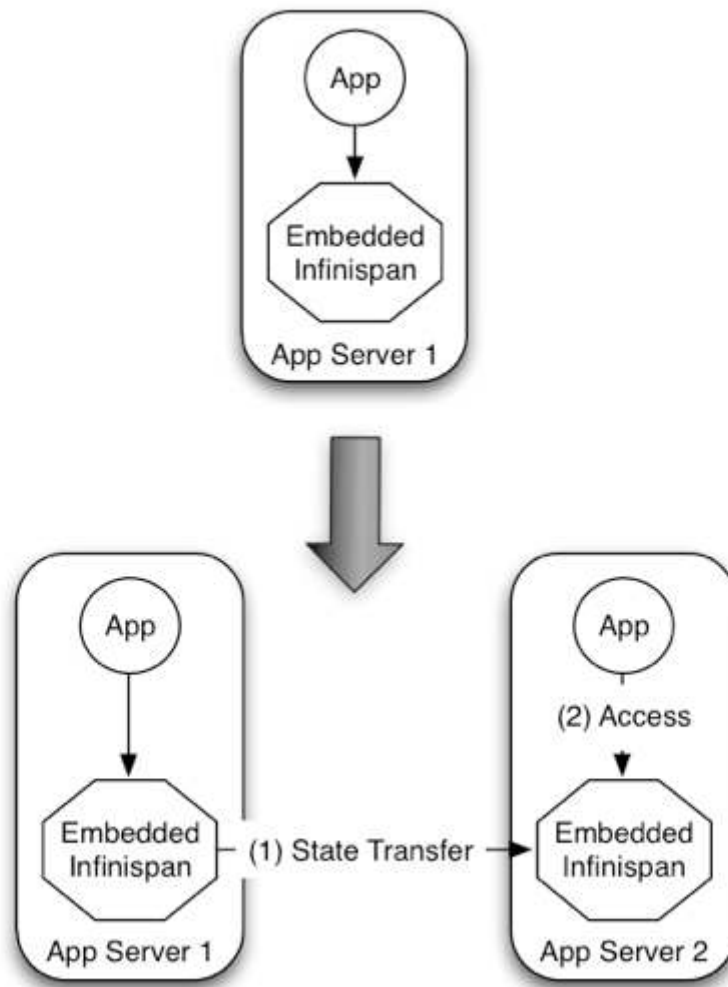 App
Embedded
Infinispan
App Server 1
App
App
(2) Access
Embedded
Infinispan
(1) State Transfer
Embedded
Infinispan
App Server 1
App Server 2